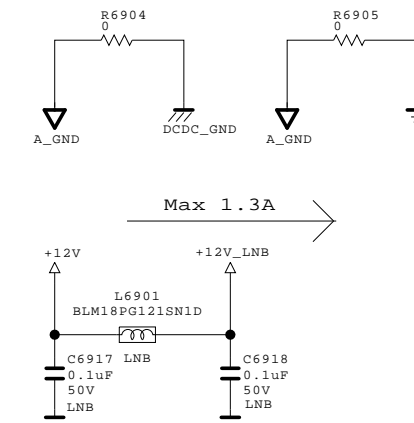 R6904
0
R6905
0
A_GND
DCDC_GND
A_GND
Max 1.3A
+12V
+12V_LNB
L6901
BLM18PG121SN1D
LNB
C6917
0.1uF
50V
LNB
C6918
0.1uF
50V
LNB